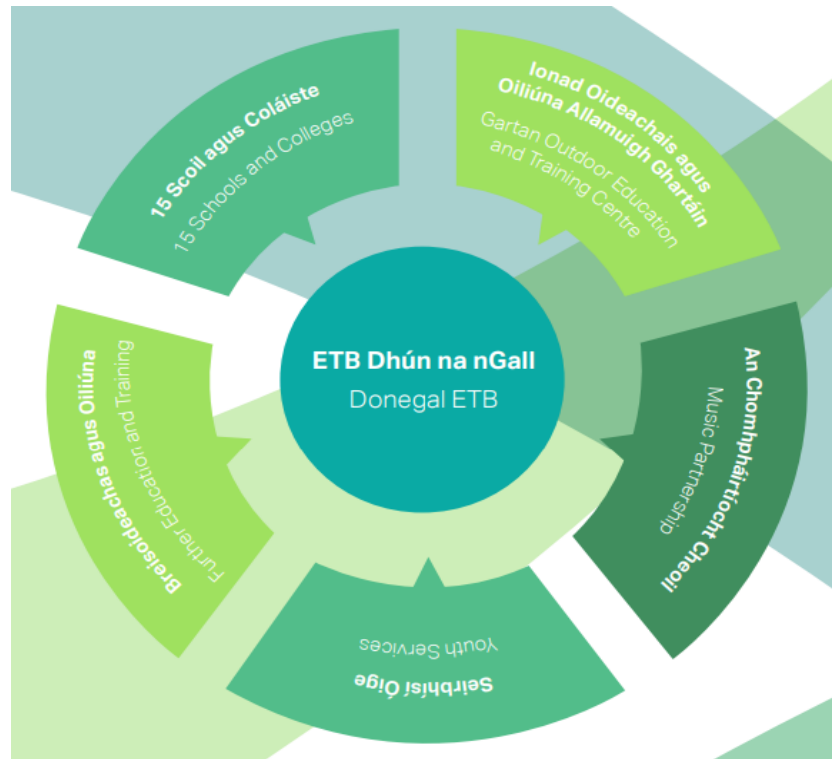 15 Scoil agus Coláiste
15 Schools and Colleges
Ionad Oideachais agus
Oiliúna Allamuigh Ghartáin
Gartan Outdoor Education
and Training Centre
ETB Dhún na nGall
Donegal ETB
An Chomhpháirtíocht Cheoil
Music Partnership
Breisoideachas agus Oiliúna
Further Education and Training
Seirbhísí Óige
Youth Services